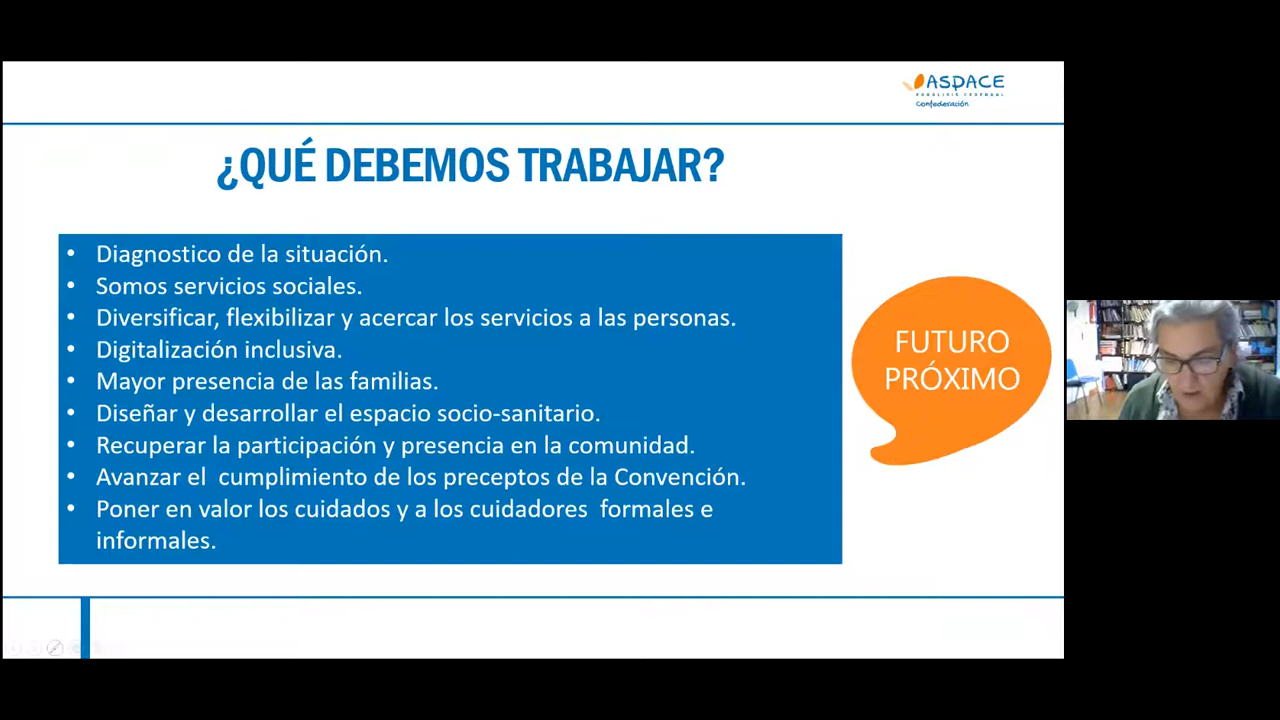 ASPACE
PARÁLISIS CEREBRAL
Confederación
¿QUÉ DEBEMOS TRABAJAR?
• Diagnostico de la situación.
• Somos servicios sociales.
• Diversificar, flexibilizar y acercar los servicios a las personas.
• Digitalización inclusiva.
• Mayor presencia de las familias.
• Diseñar y desarrollar el espacio socio-sanitario.
• Recuperar la participación y presencia en la comunidad.
• Avanzar el  cumplimiento de los preceptos de la Convención.
• Poner en valor los cuidados y a los cuidadores  formales e
informales.
FUTURO
PRÓXIMO